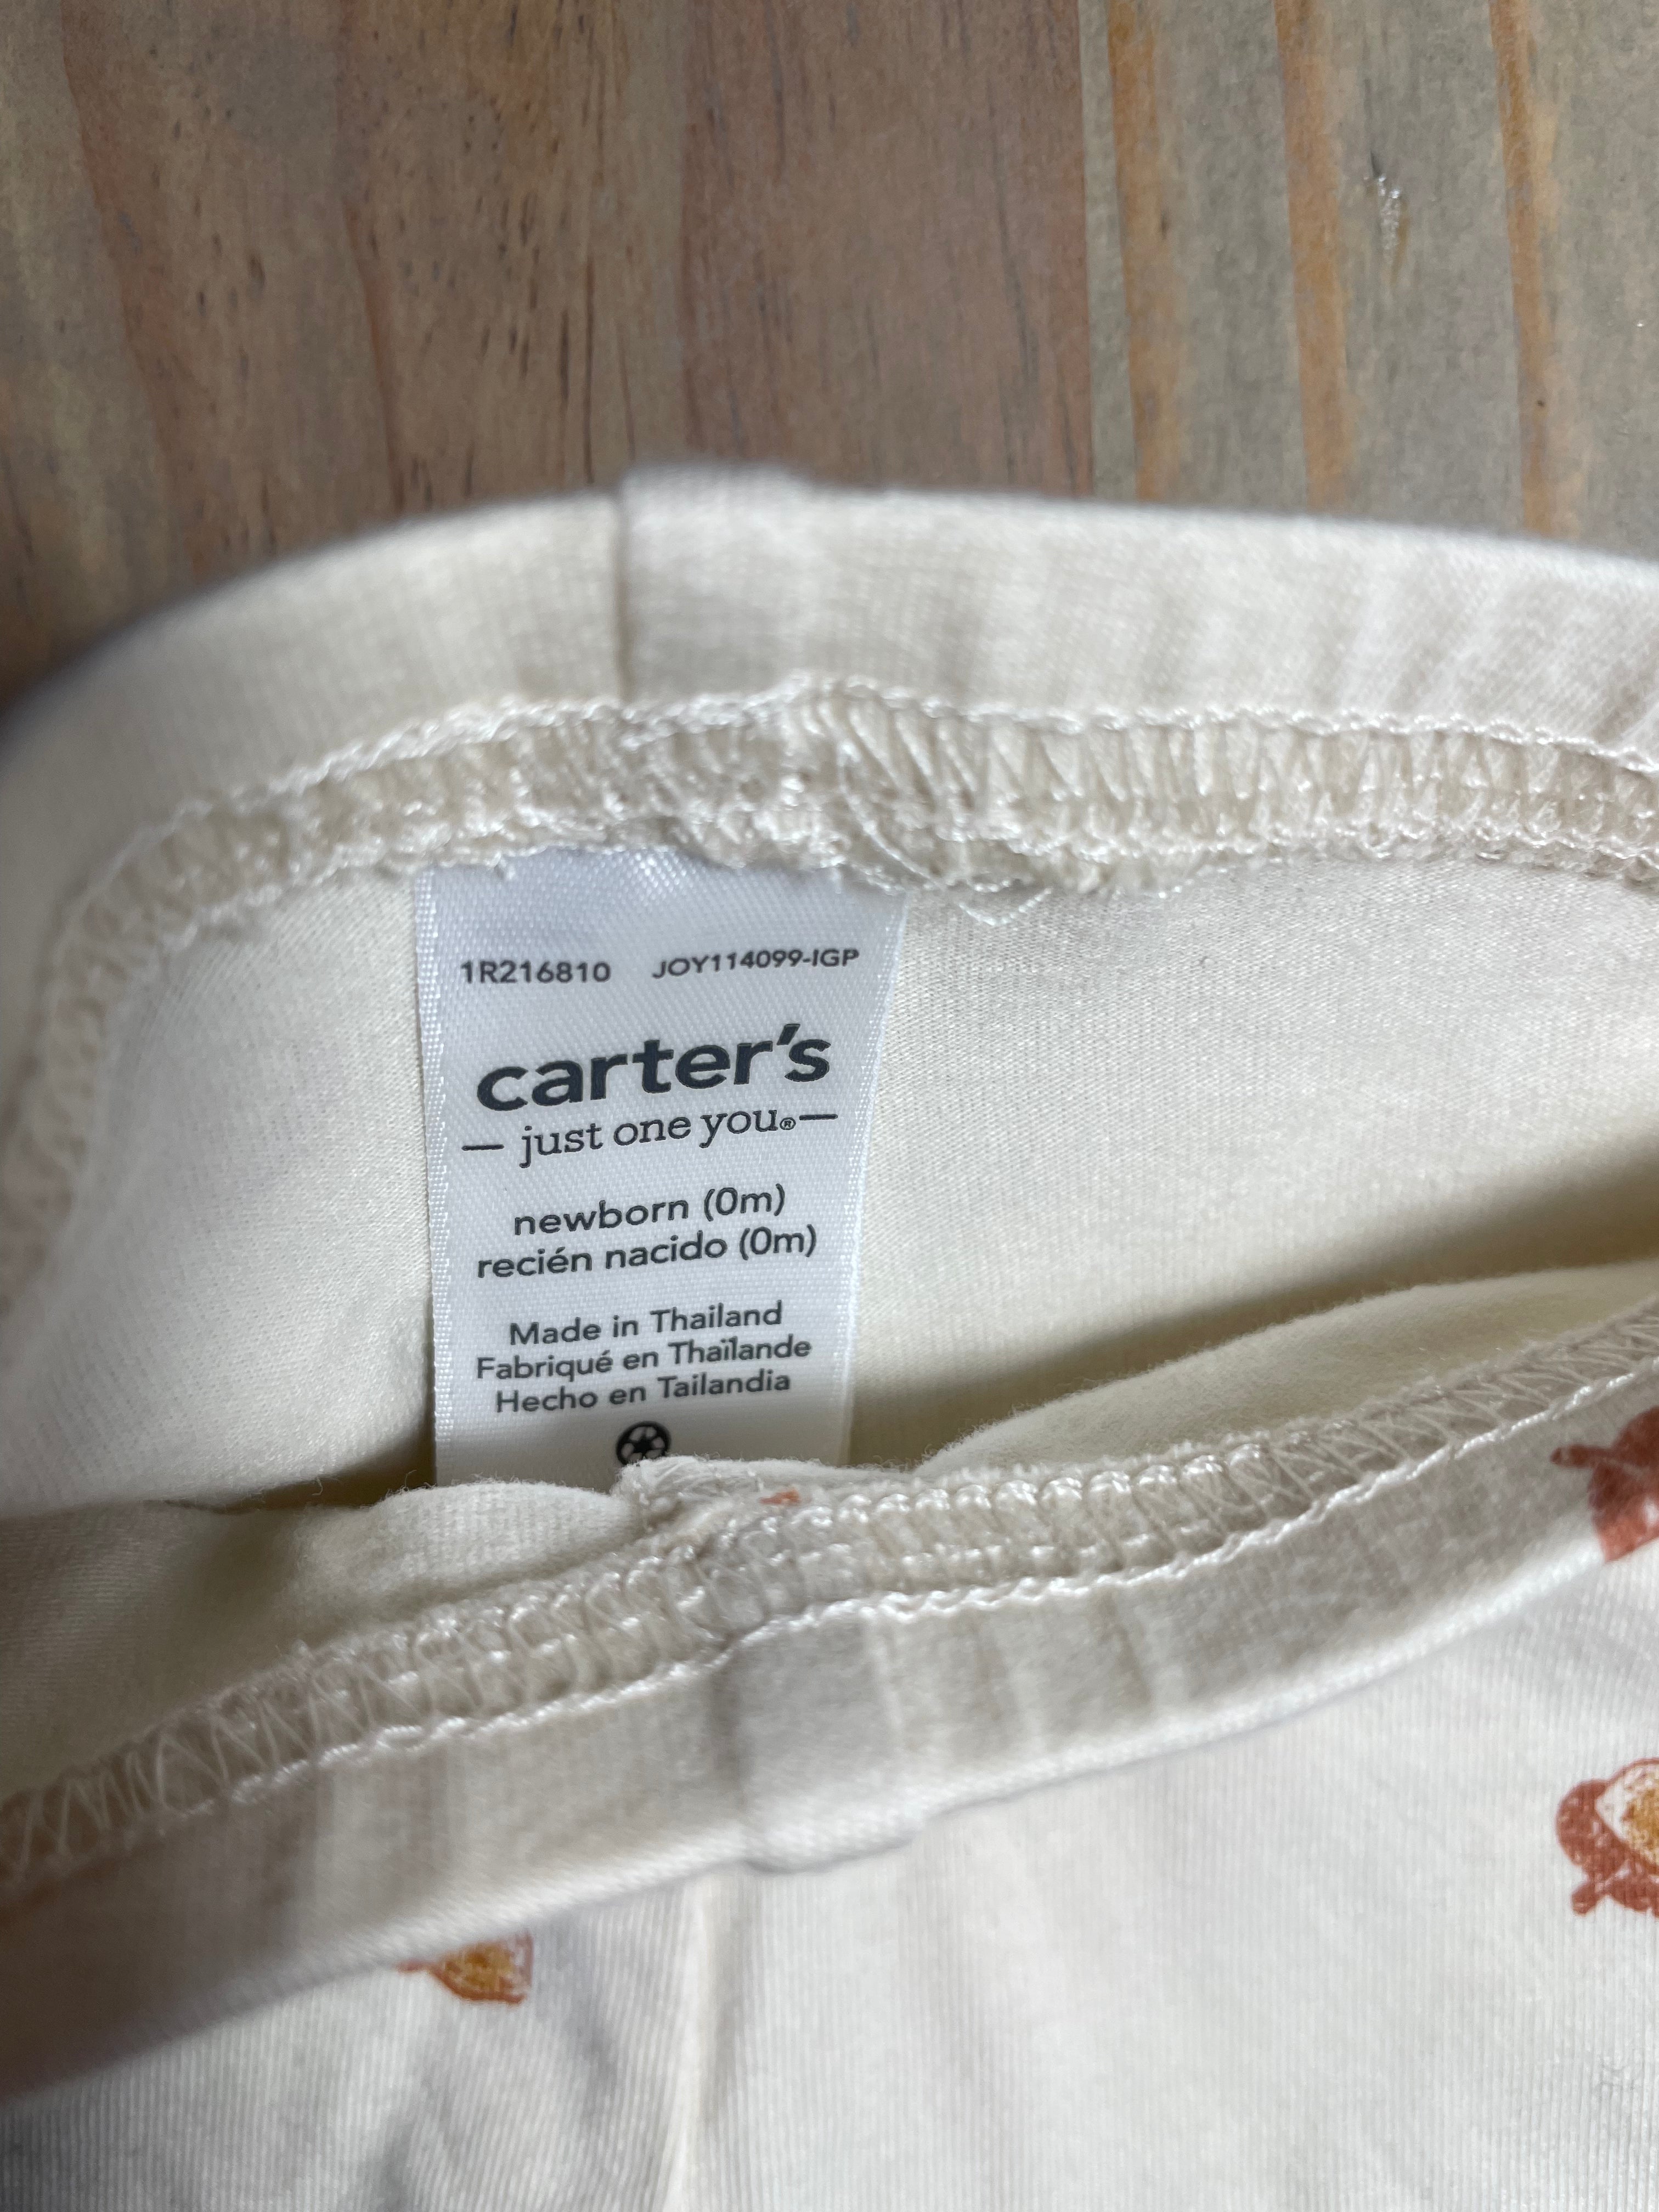 1R216810 JOY114099-IGP
carter's
just one you®
newborn (0m)
recién nacido (0m)
Made in Thailand
Fabriqué en Thaïlande
Hecho en Tailandia